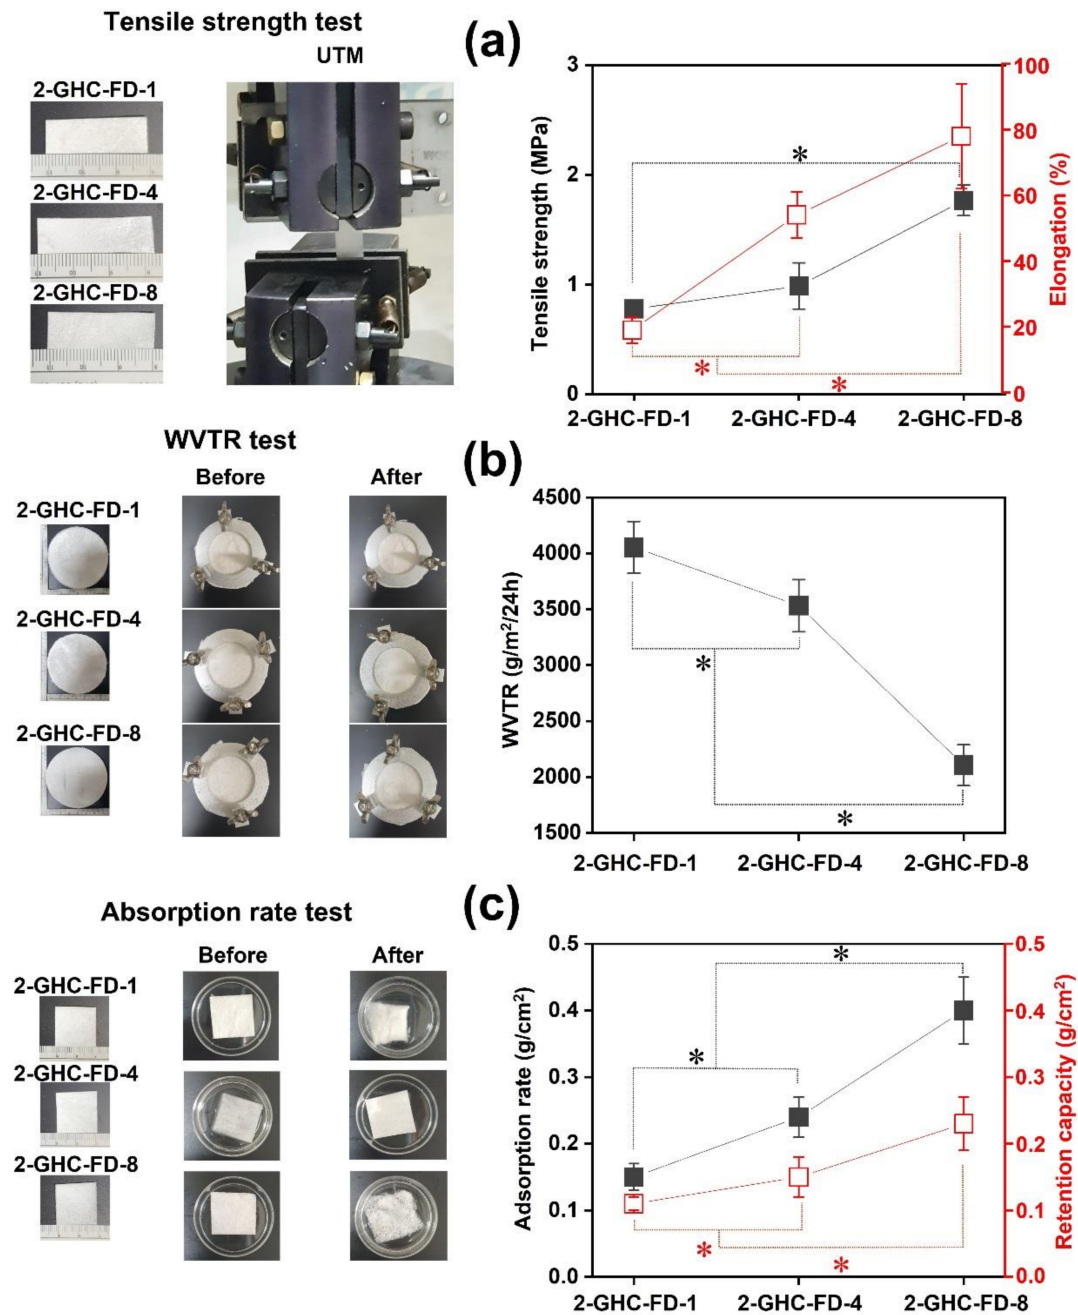 Tensile strength test
UTM
2-GHC-FD-1
2-GHC-FD-4
2-GHC-FD-8
(a)
3
2
1
0
Tensile strength (MPa)
100
80
60
40
20
0
Elongation (%)
*
*
*
2-GHC-FD-1 2-GHC-FD-4 2-GHC-FD-8
WVTR test
Before After
2-GHC-FD-1
2-GHC-FD-4
2-GHC-FD-8
(b)
4500
4000
3500
3000
2500
2000
1500
WVTR (g/m²/24h)
*
*
2-GHC-FD-1 2-GHC-FD-4 2-GHC-FD-8
Absorption rate test
Before After
2-GHC-FD-1
2-GHC-FD-4
2-GHC-FD-8
(c)
0.5
0.4
0.3
0.2
0.1
0.0
Adsorption rate (g/cm²)
0.5
0.4
0.3
0.2
0.1
0.0
Retention capacity (g/cm²)
*
*
*
*
2-GHC-FD-1 2-GHC-FD-4 2-GHC-FD-8